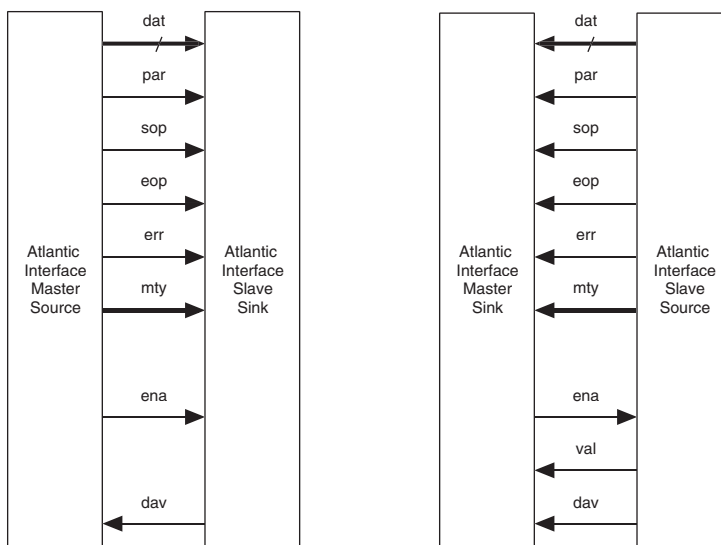 dat
par
sop
eop
err
mty
ena
dav
Atlantic
Interface
Master
Source
Atlantic
Interface
Slave
Sink
dat
par
sop
eop
err
mty
ena
val
dav
Atlantic
Interface
Master
Sink
Atlantic
Interface
Slave
Source